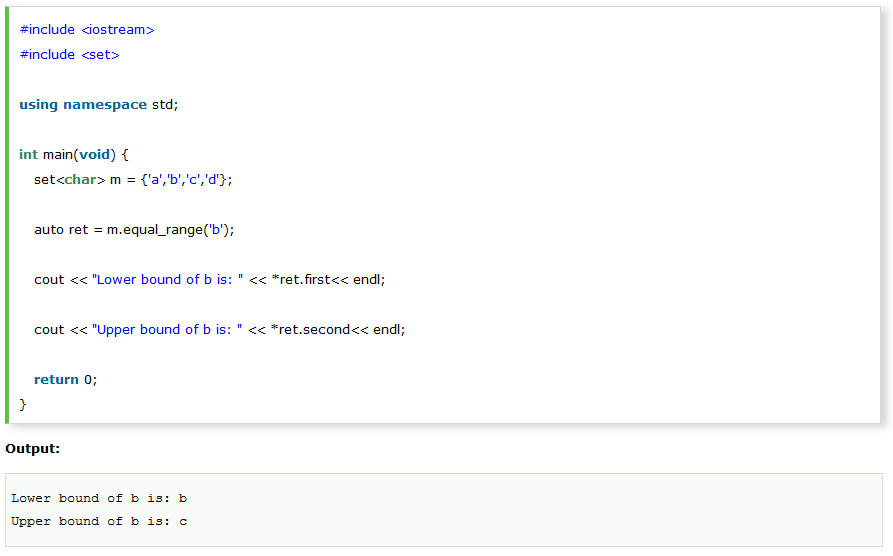 #include <iostream>
#include <set>
using namespace std;
int main(void) {
set<char> m = {'a','b','c','d'};
auto ret = m.equal_range('b');
cout << "Lower bound of b is: " << *ret.first<< endl;
cout << "Upper bound of b is: " << *ret.second<< endl;
return 0;
}
Output:
Lower bound of b is: b
Upper bound of b is: c